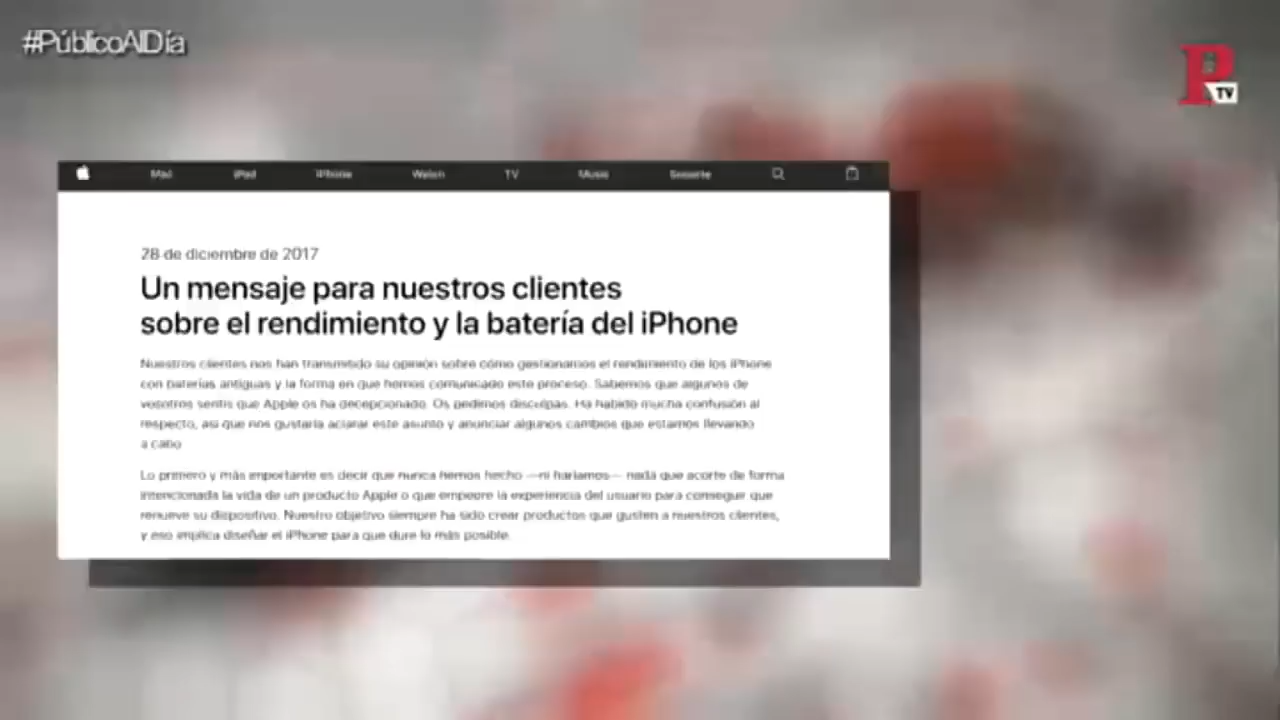 #PúblicoAlDía
P
TV
Mac iPad iPhone Watch TV Music Soporte
28 de diciembre de 2017
Un mensaje para nuestros clientes
sobre el rendimiento y la batería del iPhone
Nuestros clientes nos han transmitido su opinión sobre cómo gestionamos el rendimiento de los iPhone
con baterías antiguas y la forma en que hemos comunicado este proceso. Sabemos que algunos de
vosotros sentís que Apple os ha decepcionado. Os pedimos disculpas. Ha habido mucha confusión al
respecto, así que nos gustaría aclarar este asunto y anunciar algunos cambios que estamos llevando
a cabo
Lo primero y más importante es decir que nunca hemos hecho —ni haríamos— nada que acorte de forma
intencionada la vida de un producto Apple o que empeore la experiencia del usuario para conseguir que
renueve su dispositivo. Nuestro objetivo siempre ha sido crear productos que gusten a nuestros clientes,
y eso implica diseñar el iPhone para que dure lo más posible.